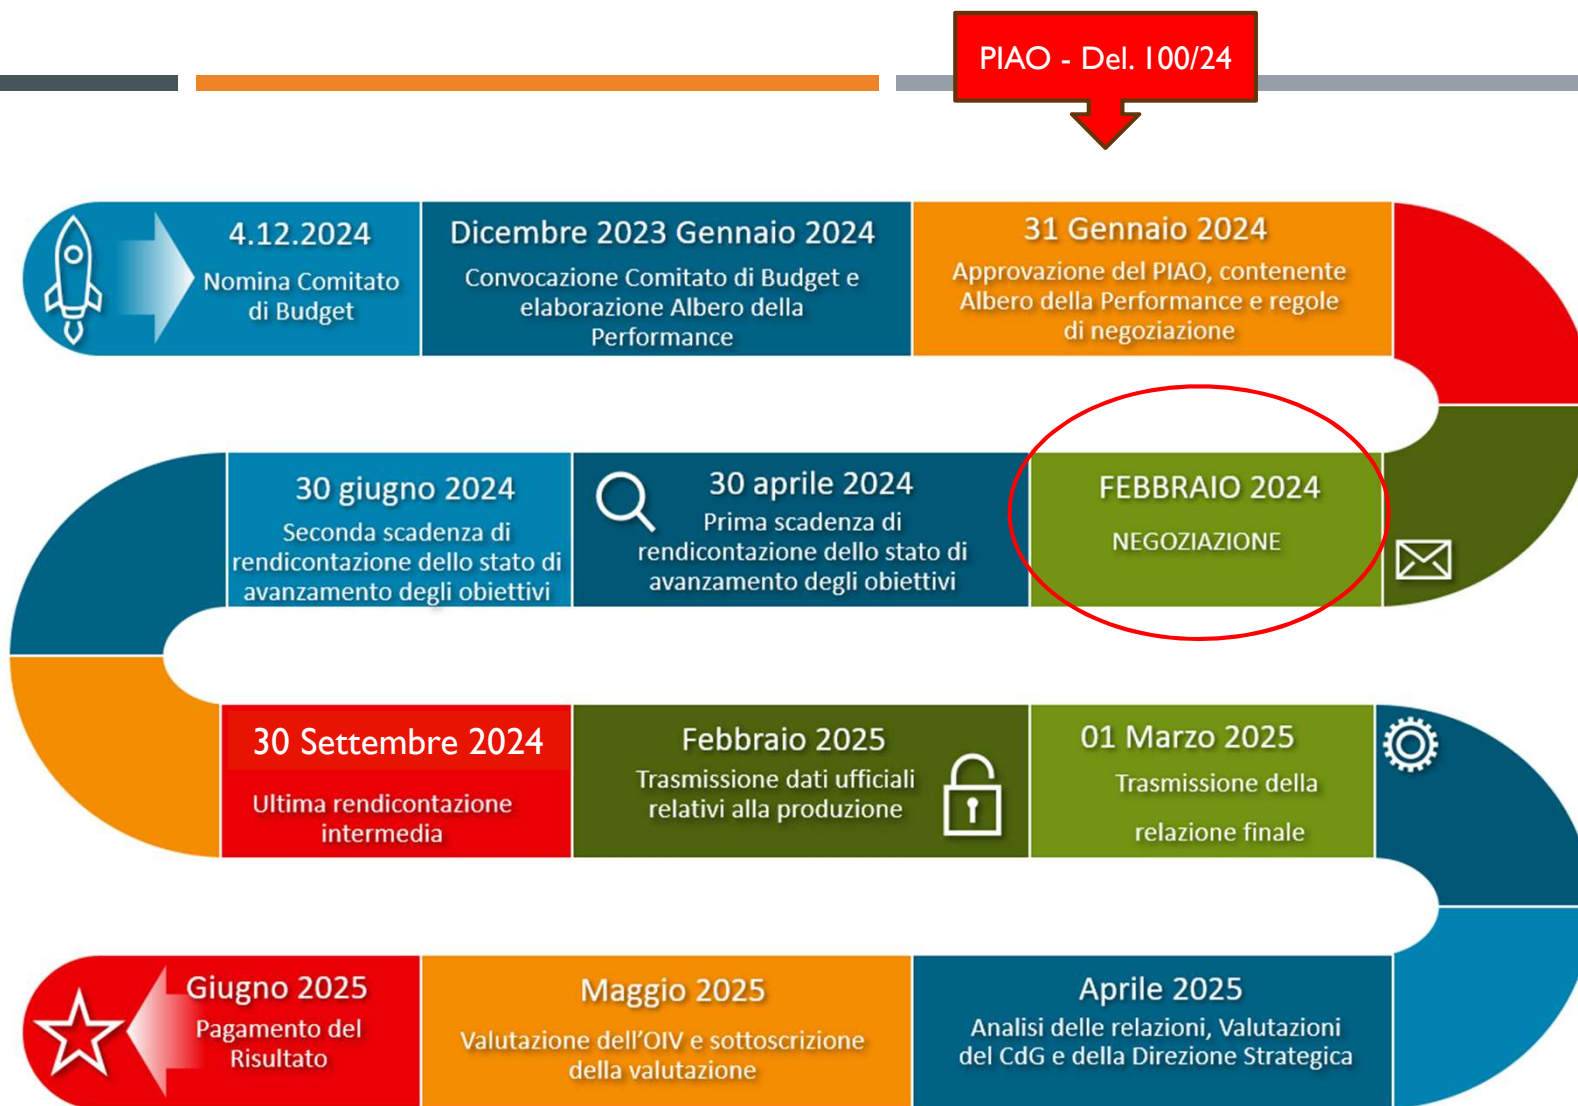 PIAO - Del. 100/24
4.12.2024
Nomina Comitato
di Budget
Dicembre 2023 Gennaio 2024
Convocazione Comitato di Budget e
elaborazione Albero della
Performance
31 Gennaio 2024
Approvazione del PIAO, contenente
Albero della Performance e regole
di negoziazione
FEBBRAIO 2024
NEGOZIAZIONE
30 aprile 2024
Prima scadenza di
rendicontazione dello stato di
avanzamento degli obiettivi
30 giugno 2024
Seconda scadenza di
rendicontazione dello stato di
avanzamento degli obiettivi
30 Settembre 2024
Ultima rendicontazione
intermedia
Febbraio 2025
Trasmissione dati ufficiali
relativi alla produzione
01 Marzo 2025
Trasmissione della
relazione finale
Aprile 2025
Analisi delle relazioni, Valutazioni
del CdG e della Direzione Strategica
Maggio 2025
Valutazione dell'OIV e sottoscrizione
della valutazione
Giugno 2025
Pagamento del
Risultato